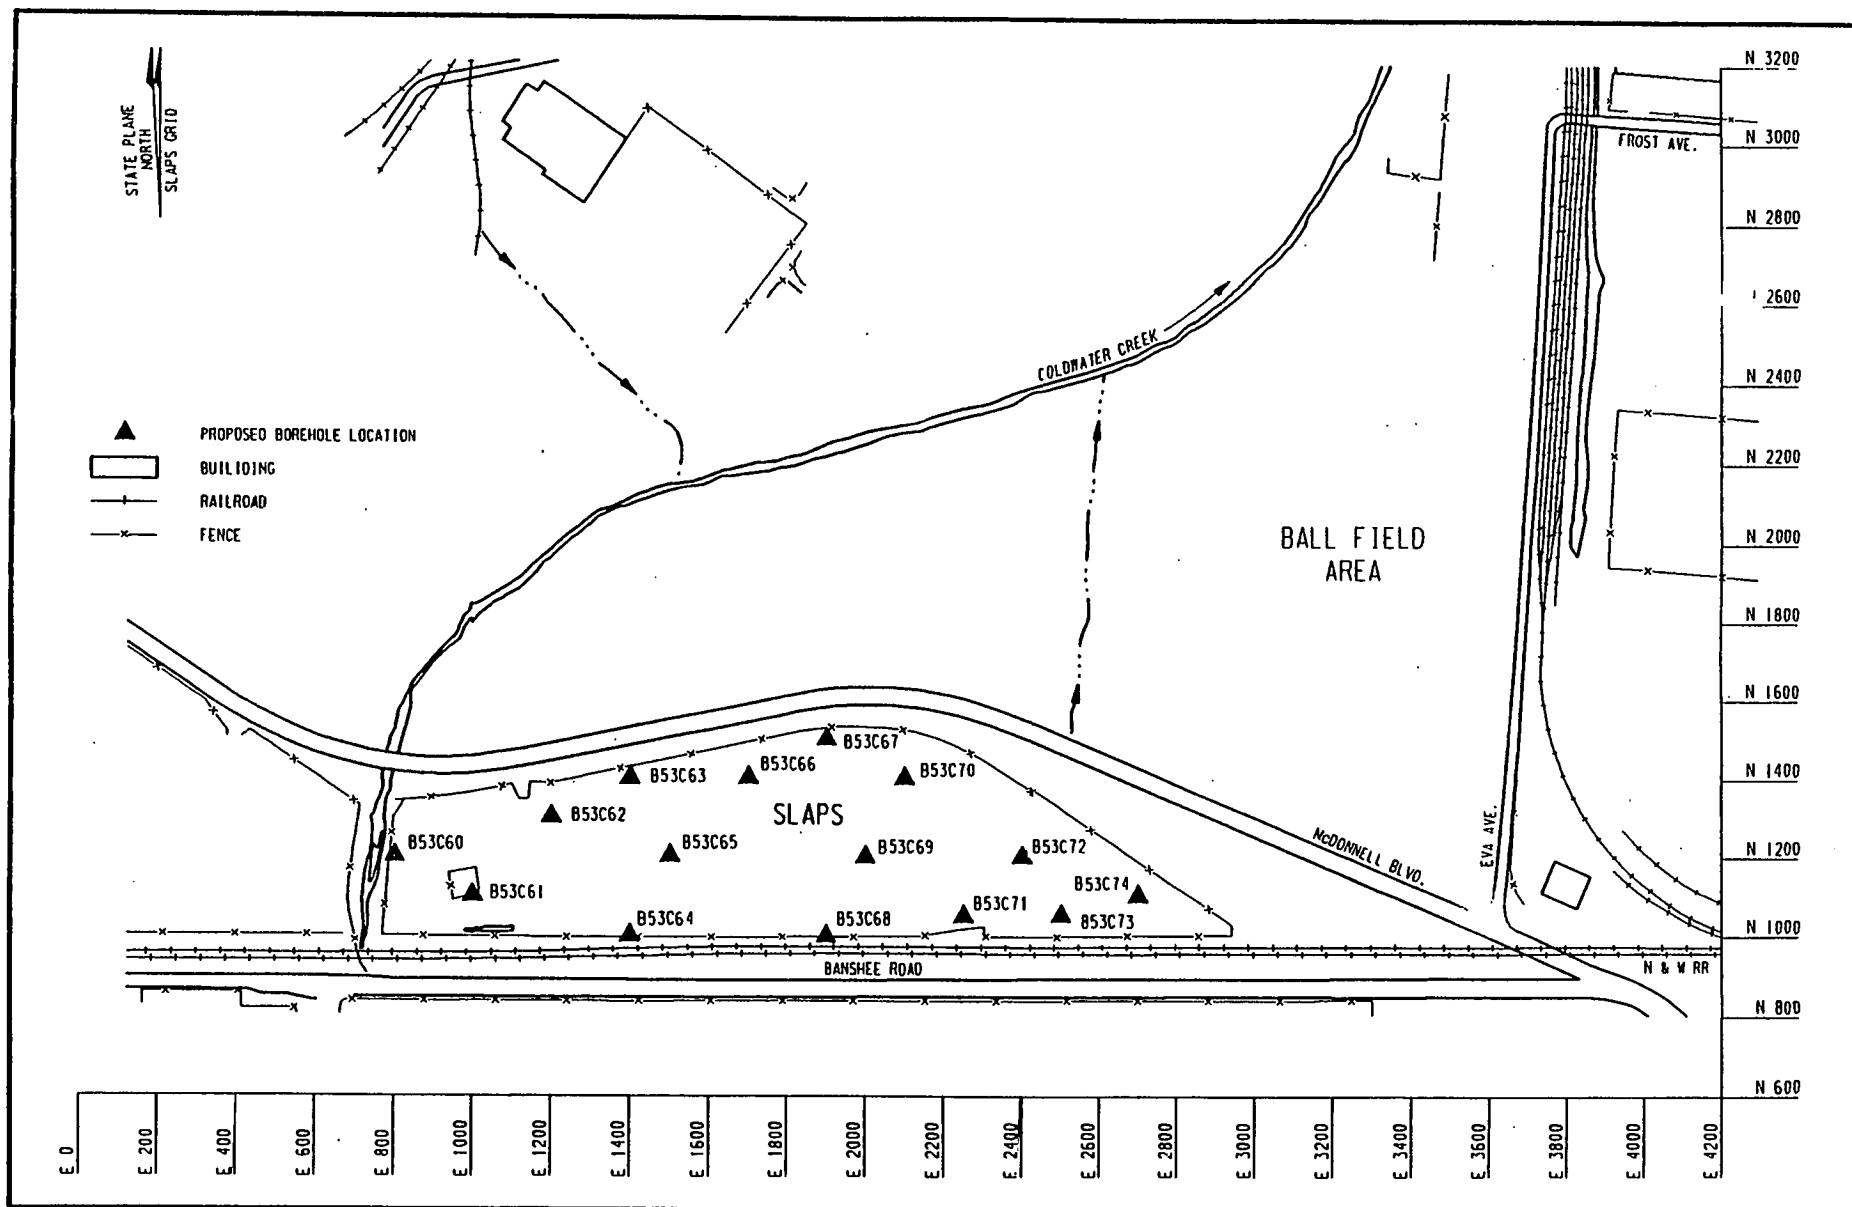 STATE PLANE
NORTH
SLAPS GRID
N 3200
N 3000
FROST AVE.
N 2800
N 2600
COLDWATER CREEK
N 2400
PROPOSED BOREHOLE LOCATION
BUILIDING
RAILROAD
FENCE
N 2200
BALL FIELD
AREA
N 2000
N 1800
N 1600
B53C67
B53C63
B53C66
B53C70
N 1400
B53C62
SLAPS
EVA AVE.
McDONNELL BLVD.
B53C60
B53C65
B53C69
B53C72
N 1200
B53C61
B53C74
B53C64
B53C68
B53C71
B53C73
N 1000
BANSHEE ROAD
N & W RR
N 800
N 600
E 0
E 200
E 400
E 600
E 800
E 1000
E 1200
E 1400
E 1600
E 1800
E 2000
E 2200
E 2400
E 2600
E 2800
E 3000
E 3200
E 3400
E 3600
E 3800
E 4000
E 4200